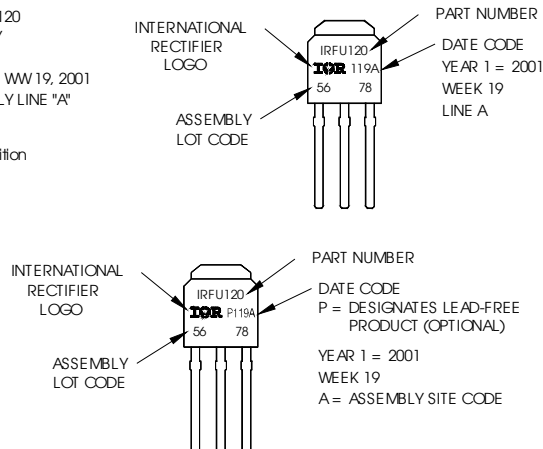 120
WW 19, 2001
LY LINE "A"
ition
INTERNATIONAL
RECTIFIER
LOGO
ASSEMBLY
LOT CODE
IRFU120
IOR 119A
56 78
PART NUMBER
DATE CODE
YEAR 1 = 2001
WEEK 19
LINE A
INTERNATIONAL
RECTIFIER
LOGO
ASSEMBLY
LOT CODE
IRFU120
IOR P119A
56 78
PART NUMBER
DATE CODE
P = DESIGNATES LEAD-FREE
PRODUCT (OPTIONAL)
YEAR 1 = 2001
WEEK 19
A = ASSEMBLY SITE CODE